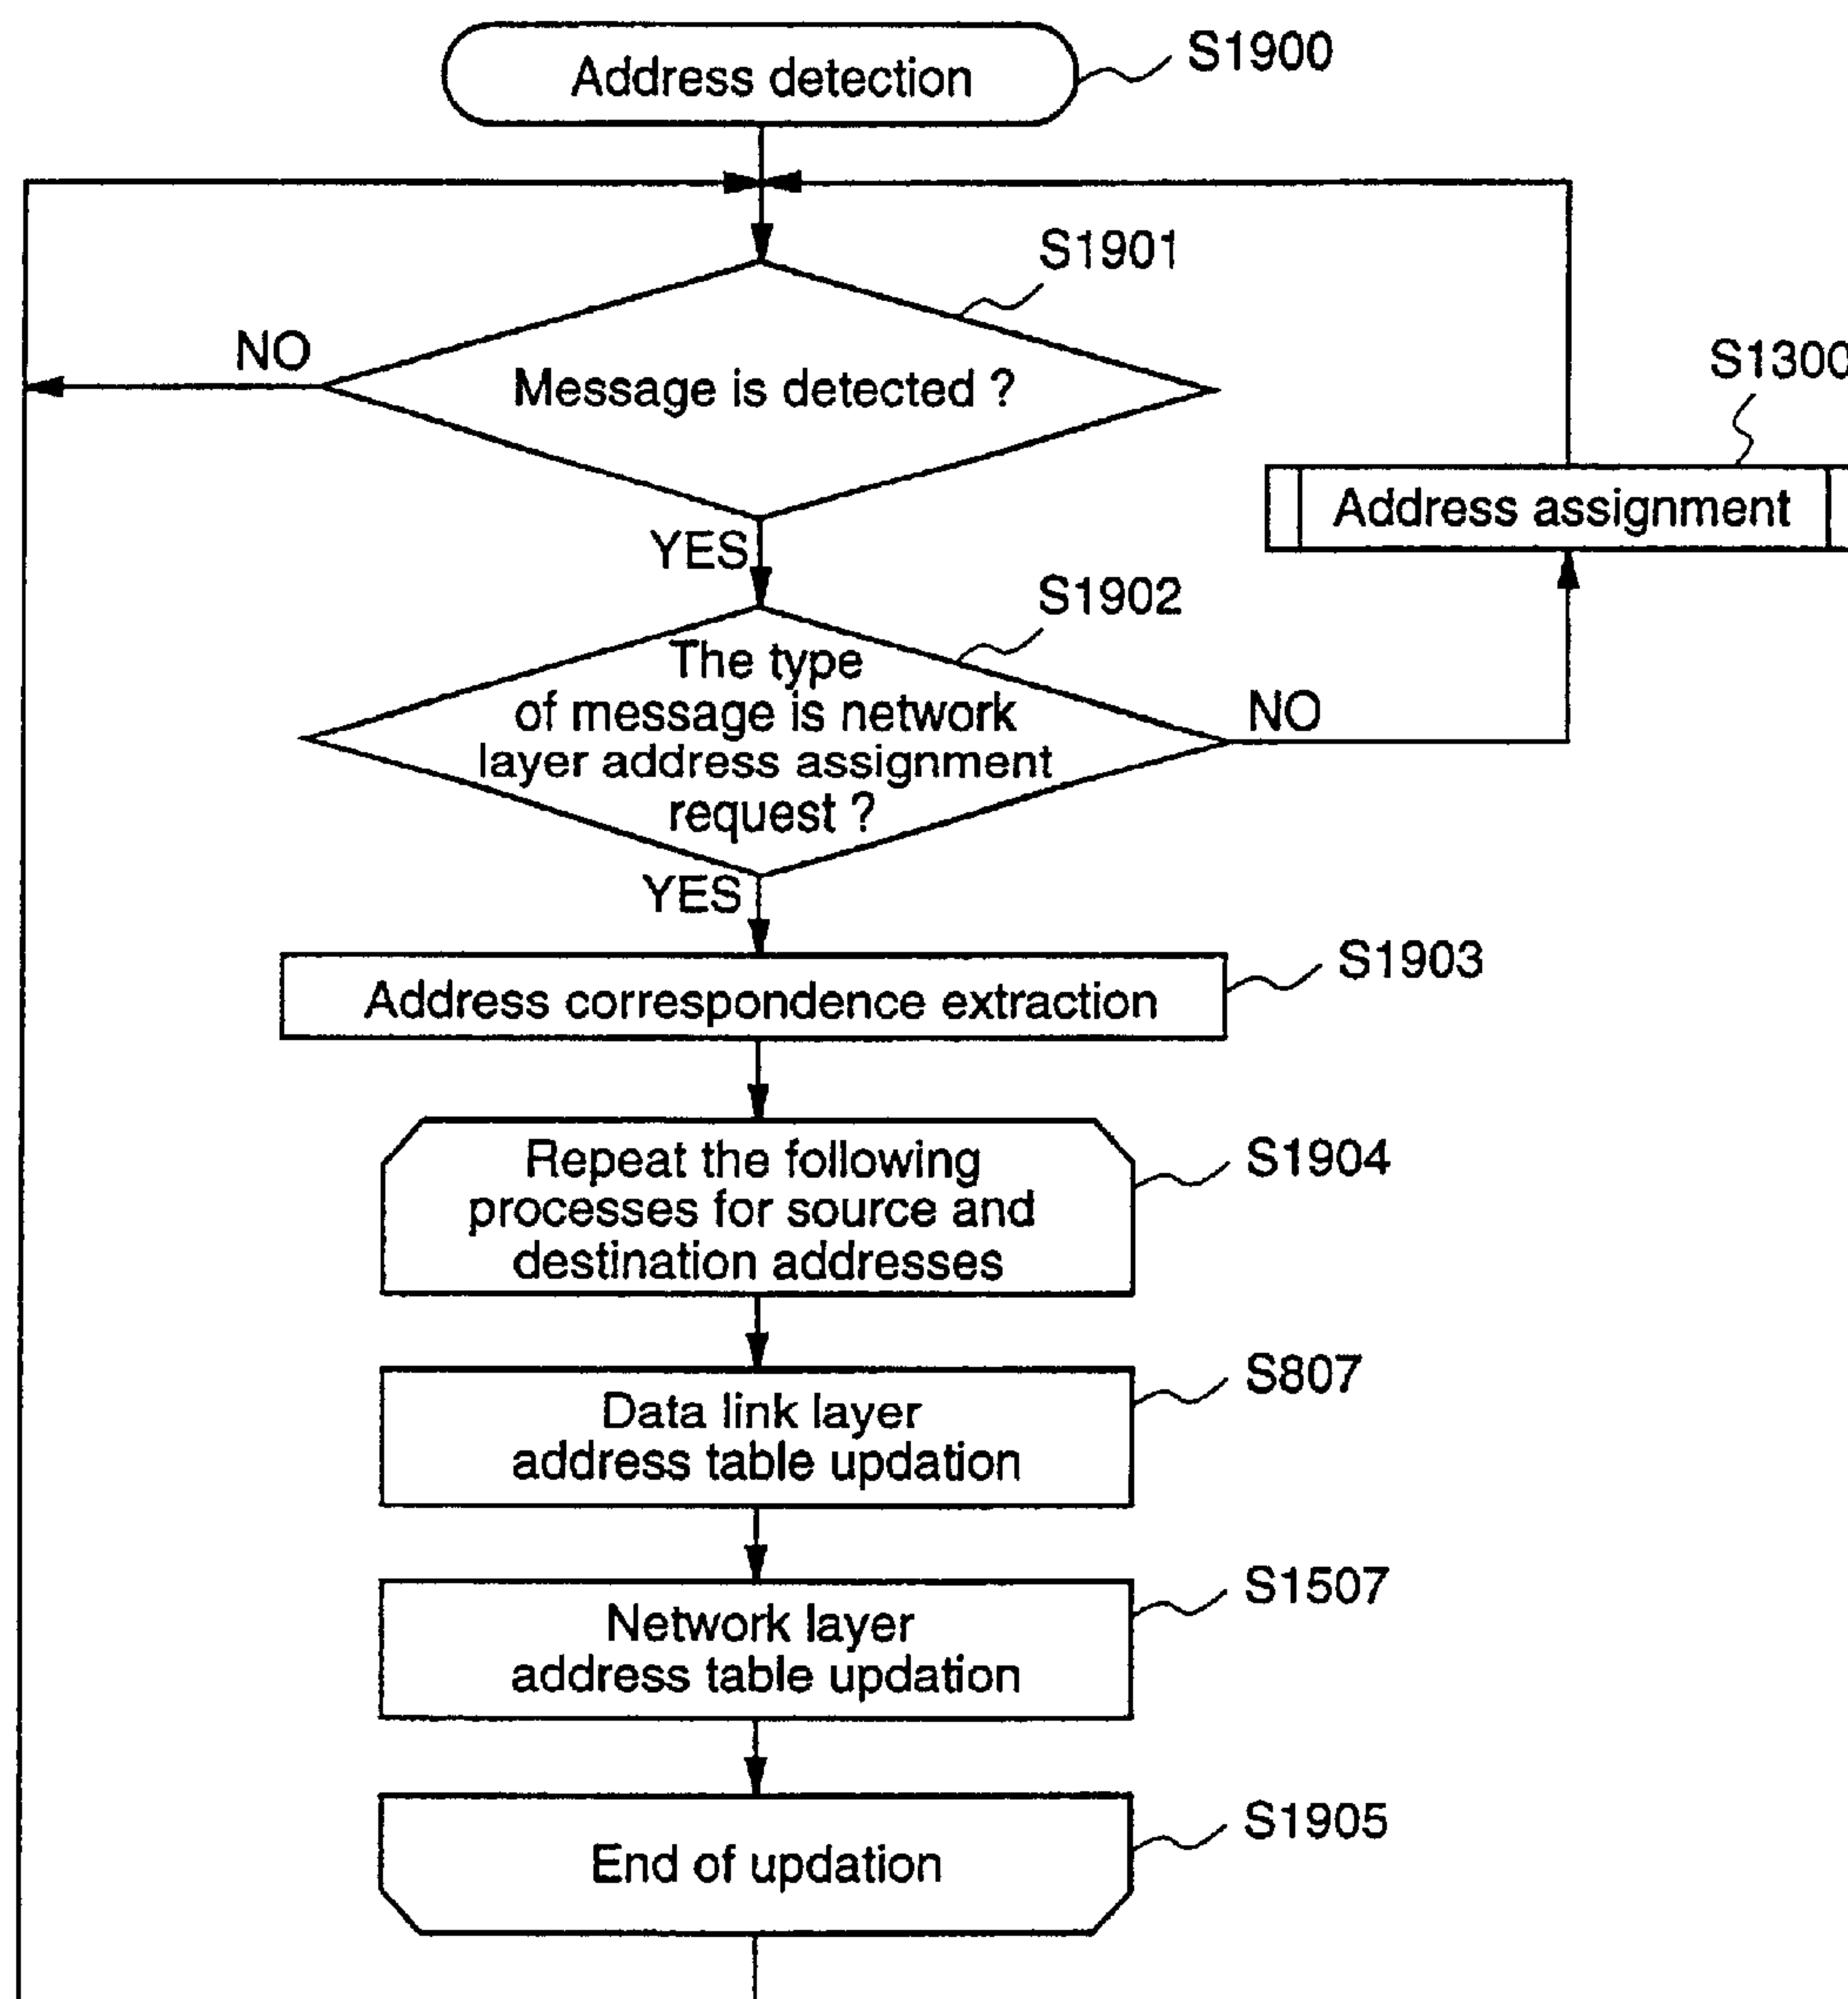 Address detection
S1900
S1901
NO
Message is detected ?
S1300
Address assignment
YES
S1902
The type
of message is network
layer address assignment
request ?
NO
YES
Address correspondence extraction
S1903
Repeat the following
processes for source and
destination addresses
S1904
Data link layer
address table updation
S807
Network layer
address table updation
S1507
End of updation
S1905